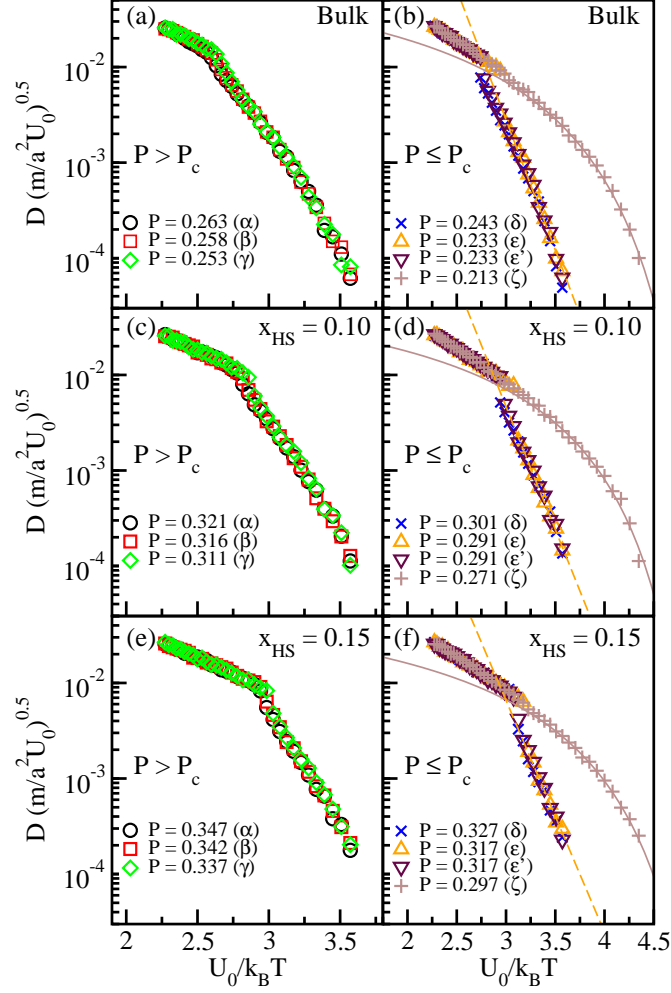 (a) Bulk
P > P_c
P = 0.263 (α)
P = 0.258 (β)
P = 0.253 (γ)
10^-2
10^-3
10^-4
D (m/a^2U_0)^0.5
(b) Bulk
P ≤ P_c
P = 0.243 (δ)
P = 0.233 (ε)
P = 0.233 (ε’)
P = 0.213 (ζ)
(c) x_HS = 0.10
P > P_c
P = 0.321 (α)
P = 0.316 (β)
P = 0.311 (γ)
10^-2
10^-3
10^-4
D (m/a^2U_0)^0.5
(d) x_HS = 0.10
P ≤ P_c
P = 0.301 (δ)
P = 0.291 (ε)
P = 0.291 (ε’)
P = 0.271 (ζ)
(e) x_HS = 0.15
P > P_c
P = 0.347 (α)
P = 0.342 (β)
P = 0.337 (γ)
10^-2
10^-3
10^-4
D (m/a^2U_0)^0.5
2 2.5 3 3.5
U_0/k_BT
(f) x_HS = 0.15
P ≤ P_c
P = 0.327 (δ)
P = 0.317 (ε)
P = 0.317 (ε’)
P = 0.297 (ζ)
2 2.5 3 3.5 4 4.5
U_0/k_BT